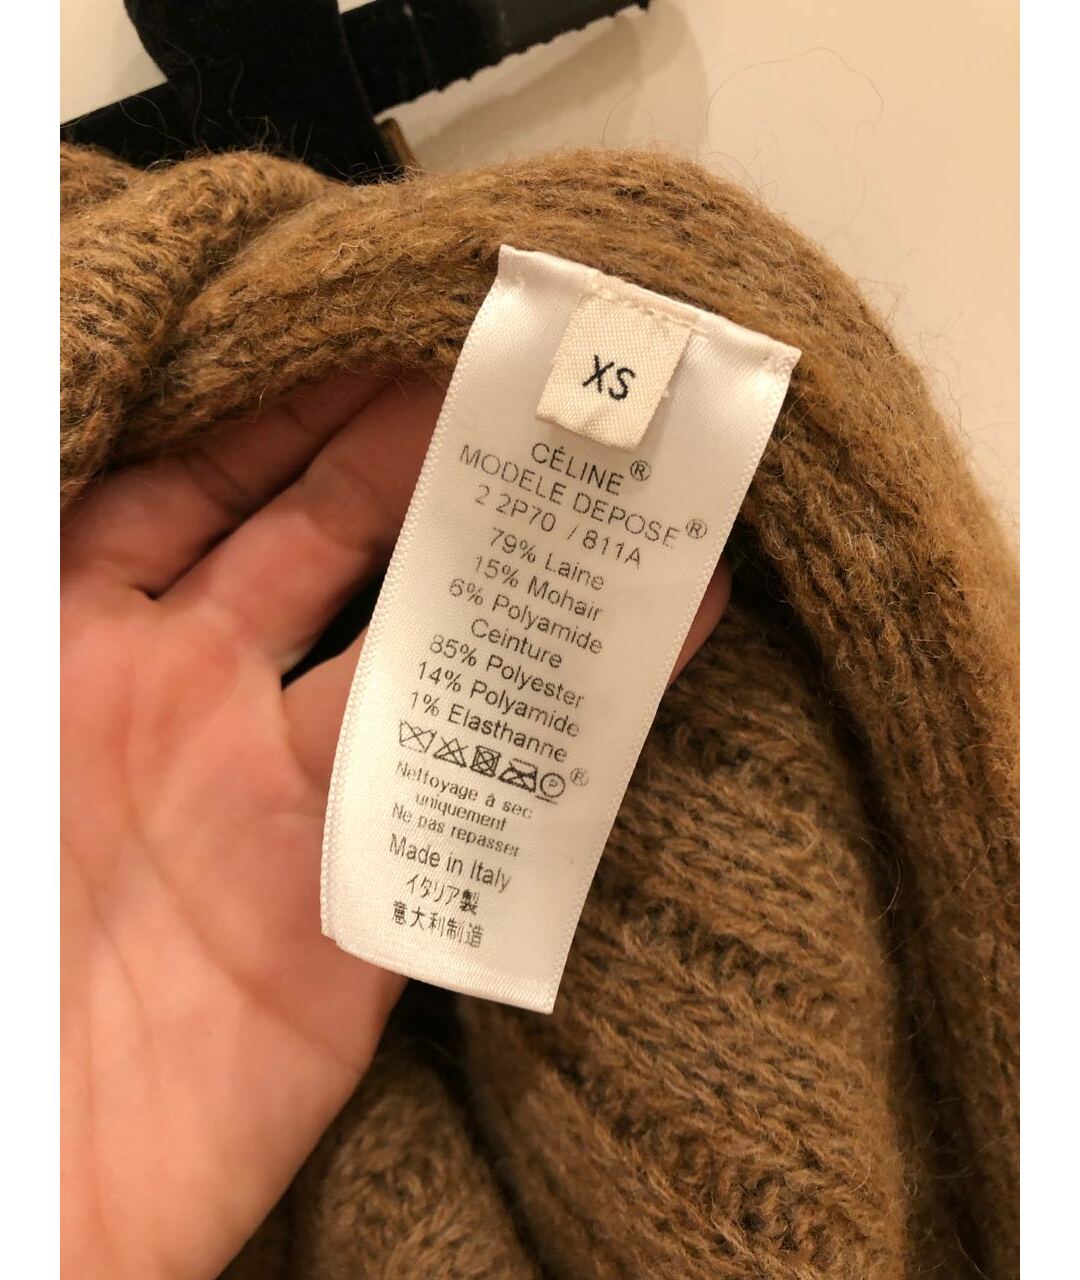 XS
CÉLINE®
MODELE DEPOSE®
2 2P70 / 811A
79% Laine
15% Mohair
6% Polyamide
Ceinture
85% Polyester
14% Polyamide
1% Elasthanne
P ®
Nettoyage à sec
uniquement
Ne pas repasser
Made in Italy
イタリア製
意大利制造